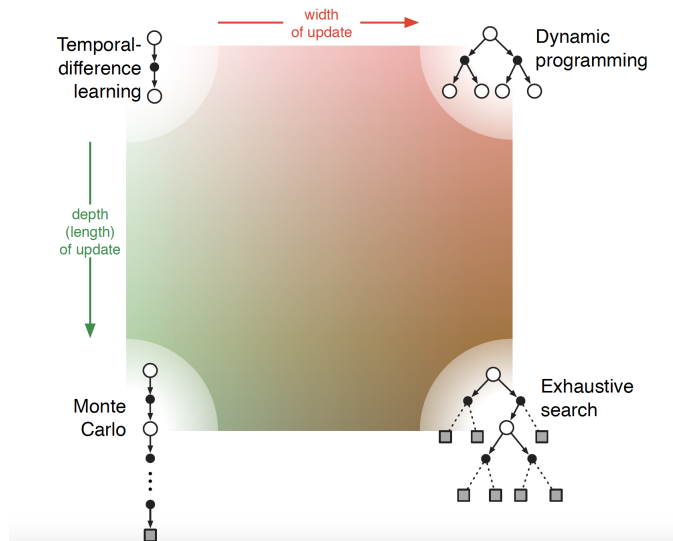 width
of update
Temporal-
difference
learning
Dynamic
programming
depth
(length)
of update
Monte
Carlo
Exhaustive
search